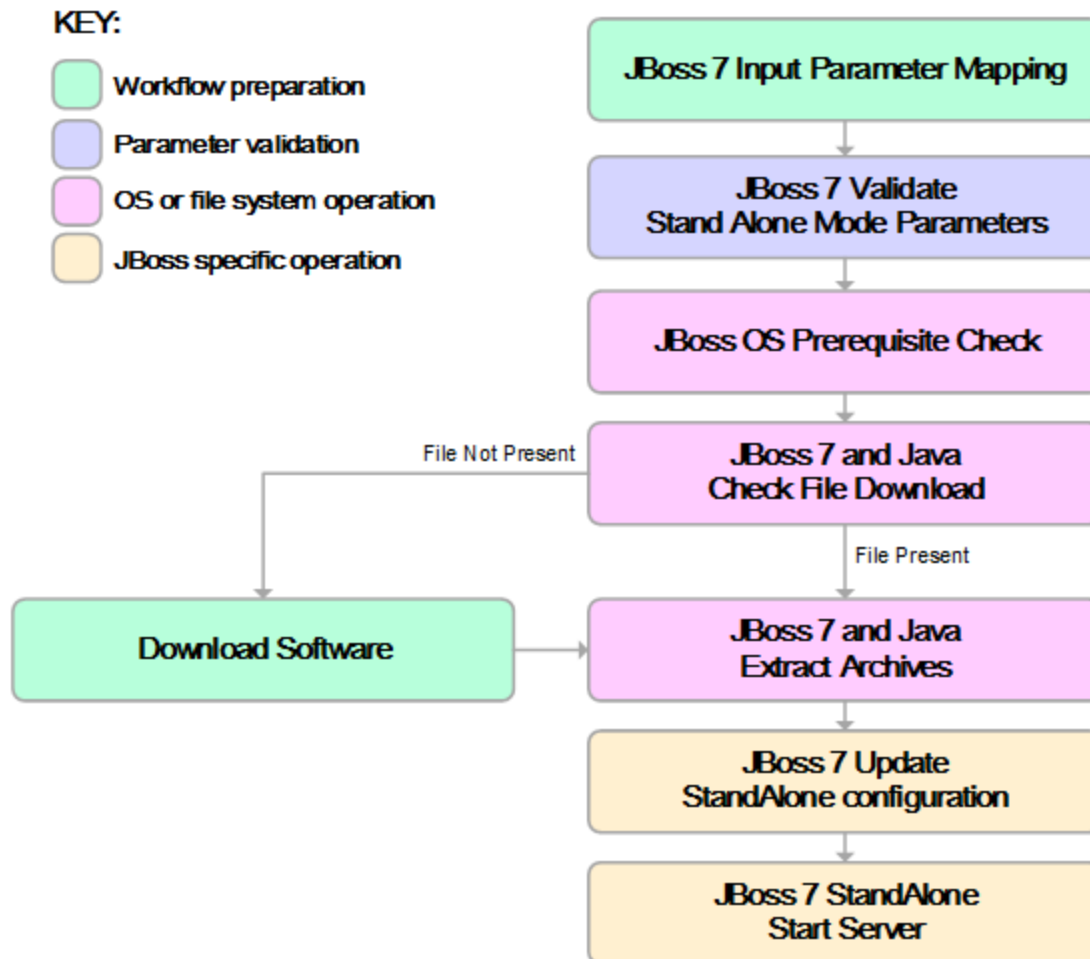 KEY:
Workflow preparation
Parameter validation
OS or file system operation
JBoss specific operation
JBoss 7 Input Parameter Mapping
JBoss 7 Validate
Stand Alone Mode Parameters
JBoss OS Prerequisite Check
File Not Present
JBoss 7 and Java
Check File Download
File Present
Download Software
JBoss 7 and Java
Extract Archives
JBoss 7 Update
StandAlone configuration
JBoss 7 StandAlone
Start Server